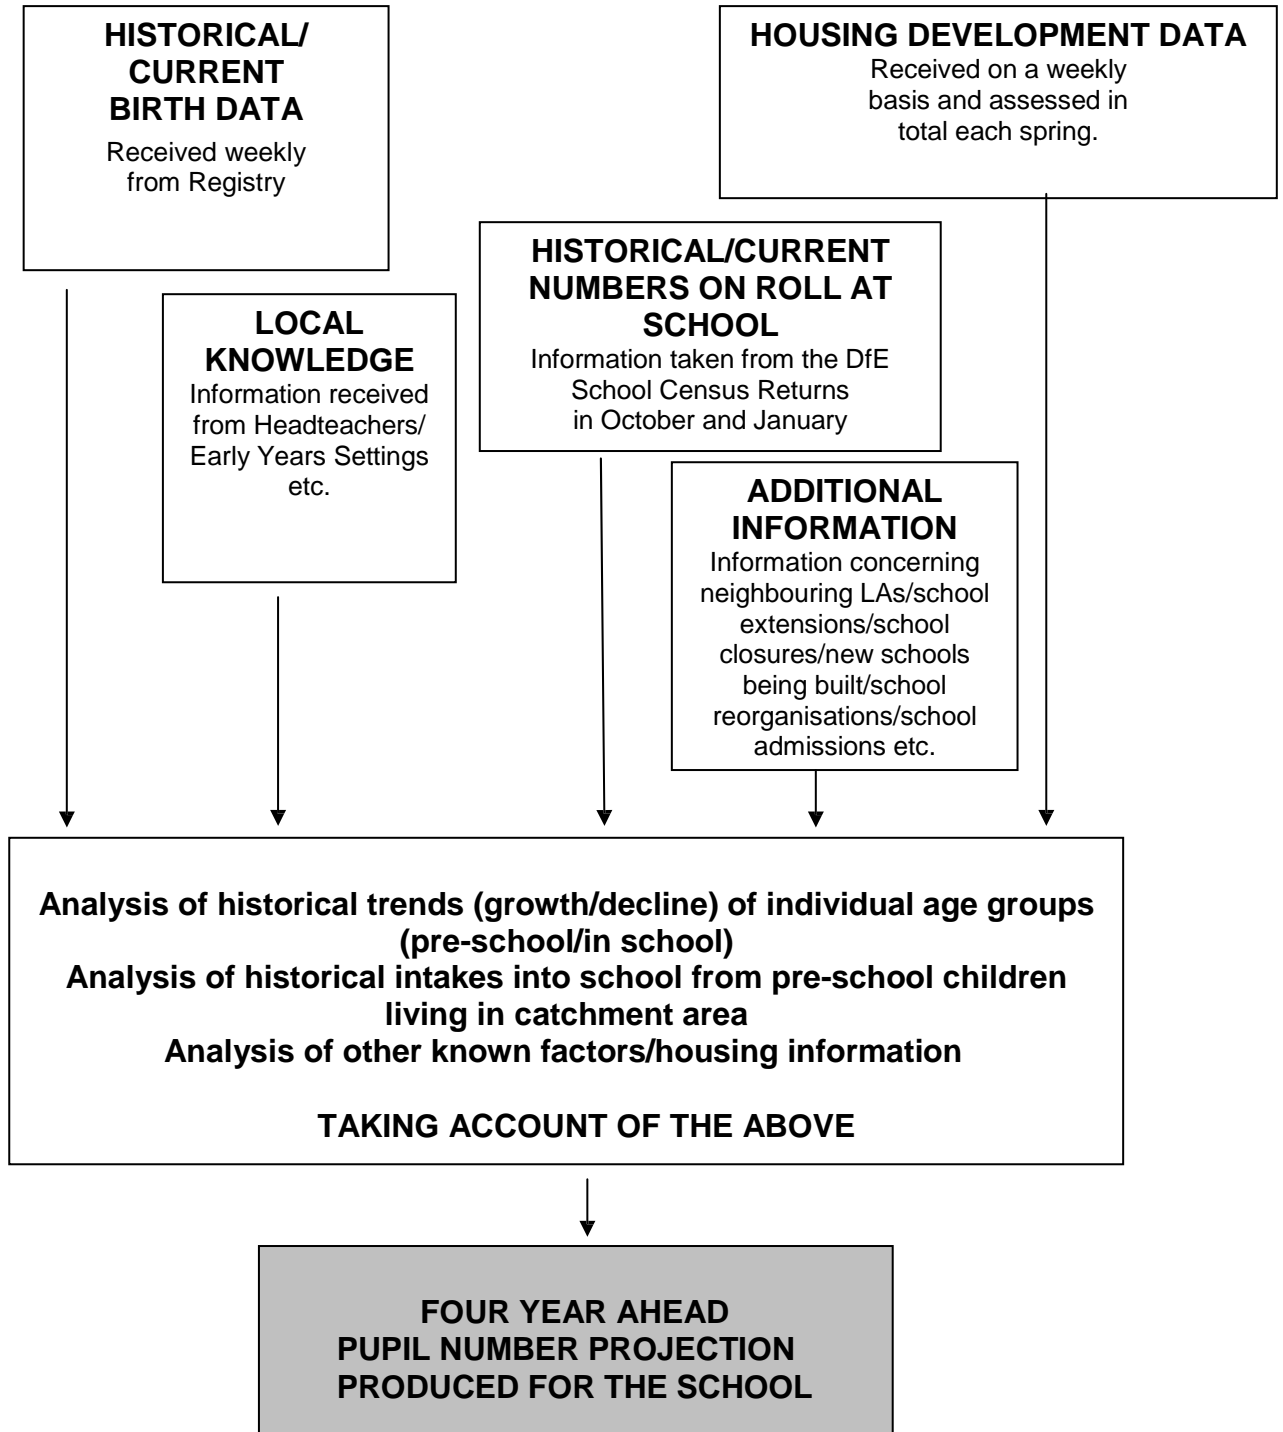 HISTORICAL/
CURRENT
BIRTH DATA
Received weekly
from Registry
HOUSING DEVELOPMENT DATA
Received on a weekly
basis and assessed in
total each spring.
HISTORICAL/CURRENT
NUMBERS ON ROLL AT
SCHOOL
Information taken from the DfE
School Census Returns
in October and January
LOCAL
KNOWLEDGE
Information received
from Headteachers/
Early Years Settings
etc.
ADDITIONAL
INFORMATION
Information concerning
neighbouring LAs/school
extensions/school
closures/new schools
being built/school
reorganisations/school
admissions etc.
Analysis of historical trends (growth/decline) of individual age groups
(pre-school/in school)
Analysis of historical intakes into school from pre-school children
living in catchment area
Analysis of other known factors/housing information
TAKING ACCOUNT OF THE ABOVE
FOUR YEAR AHEAD
PUPIL NUMBER PROJECTION
PRODUCED FOR THE SCHOOL